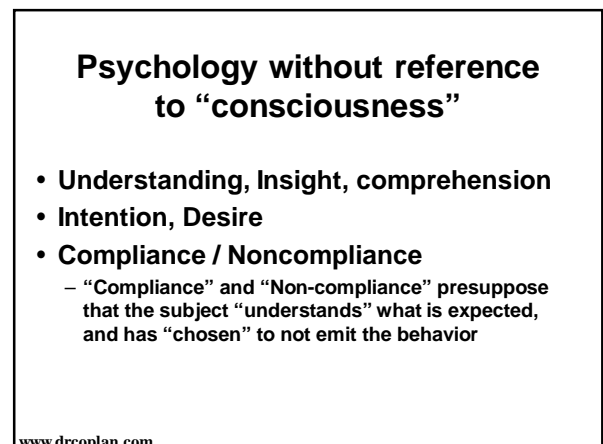 Psychology without reference
to “consciousness”
• Understanding, Insight, comprehension
• Intention, Desire
• Compliance / Noncompliance
– “Compliance” and “Non-compliance” presuppose
that the subject “understands” what is expected,
and has “chosen” to not emit the behavior
www.drcoplan.com